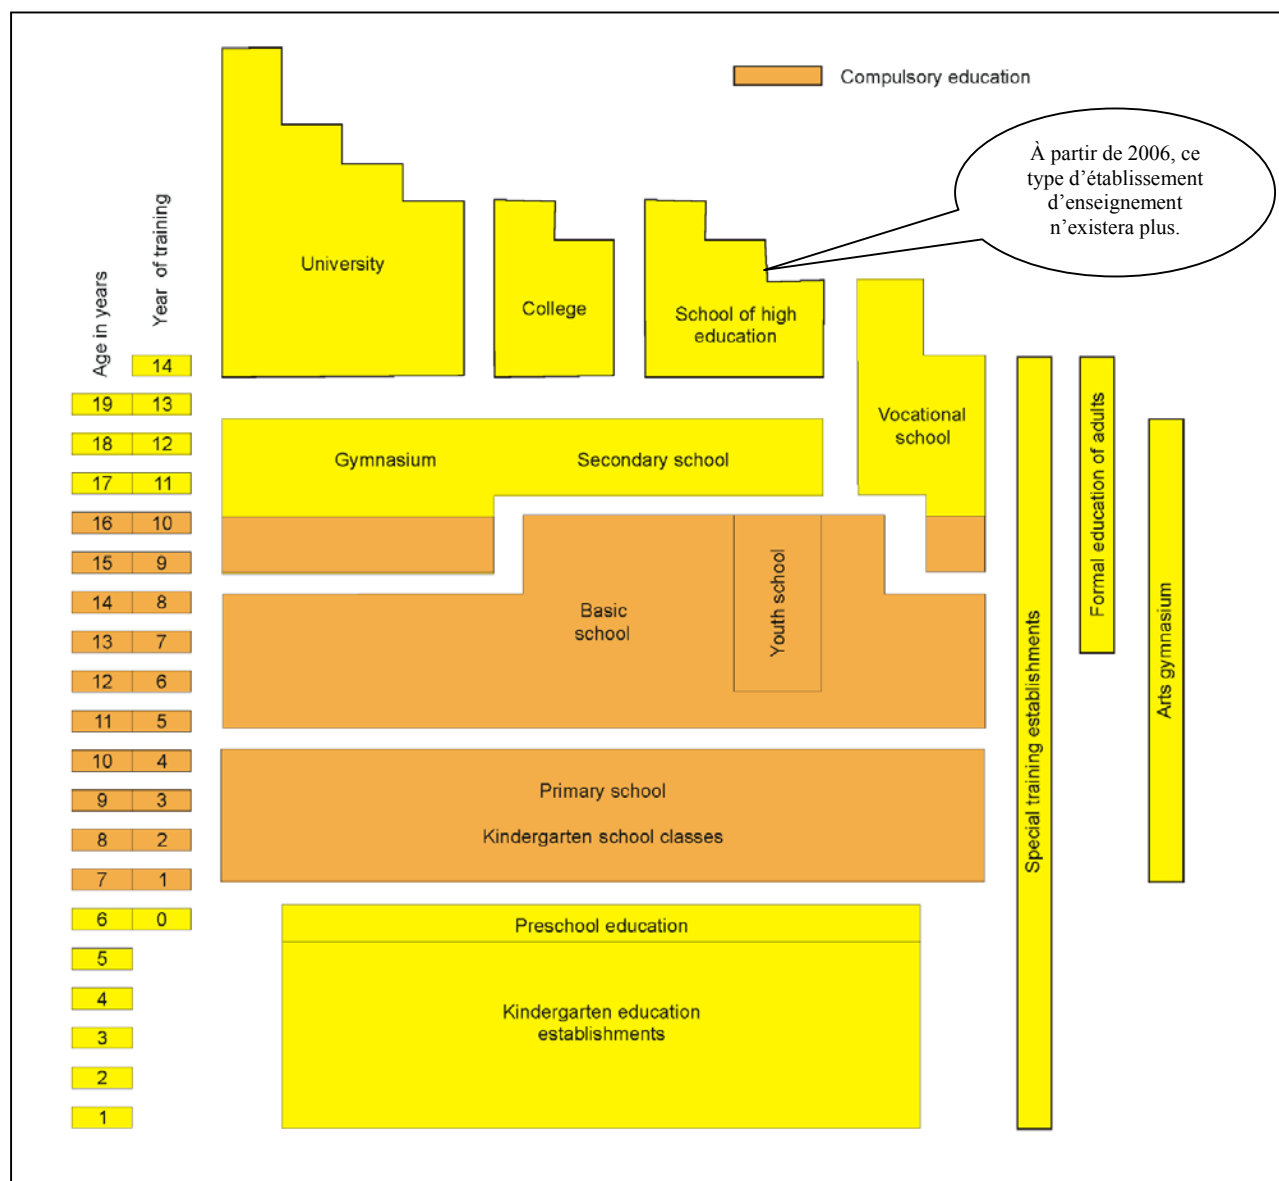 Compulsory education
À partir de 2006, ce
type d’établissement
d’enseignement
n’existera plus.
Age in years
Year of training
University
College
School of high
education
Vocational
school
14
19 13
18 12
17 11
16 10
15 9
14 8
13 7
12 6
11 5
10 4
9 3
8 2
7 1
6 0
5
4
3
2
1
Gymnasium
Secondary school
Basic
school
Youth school
Primary school
Kindergarten school classes
Preschool education
Kindergarten education
establishments
Special training establishments
Formal education of adults
Arts gymnasium